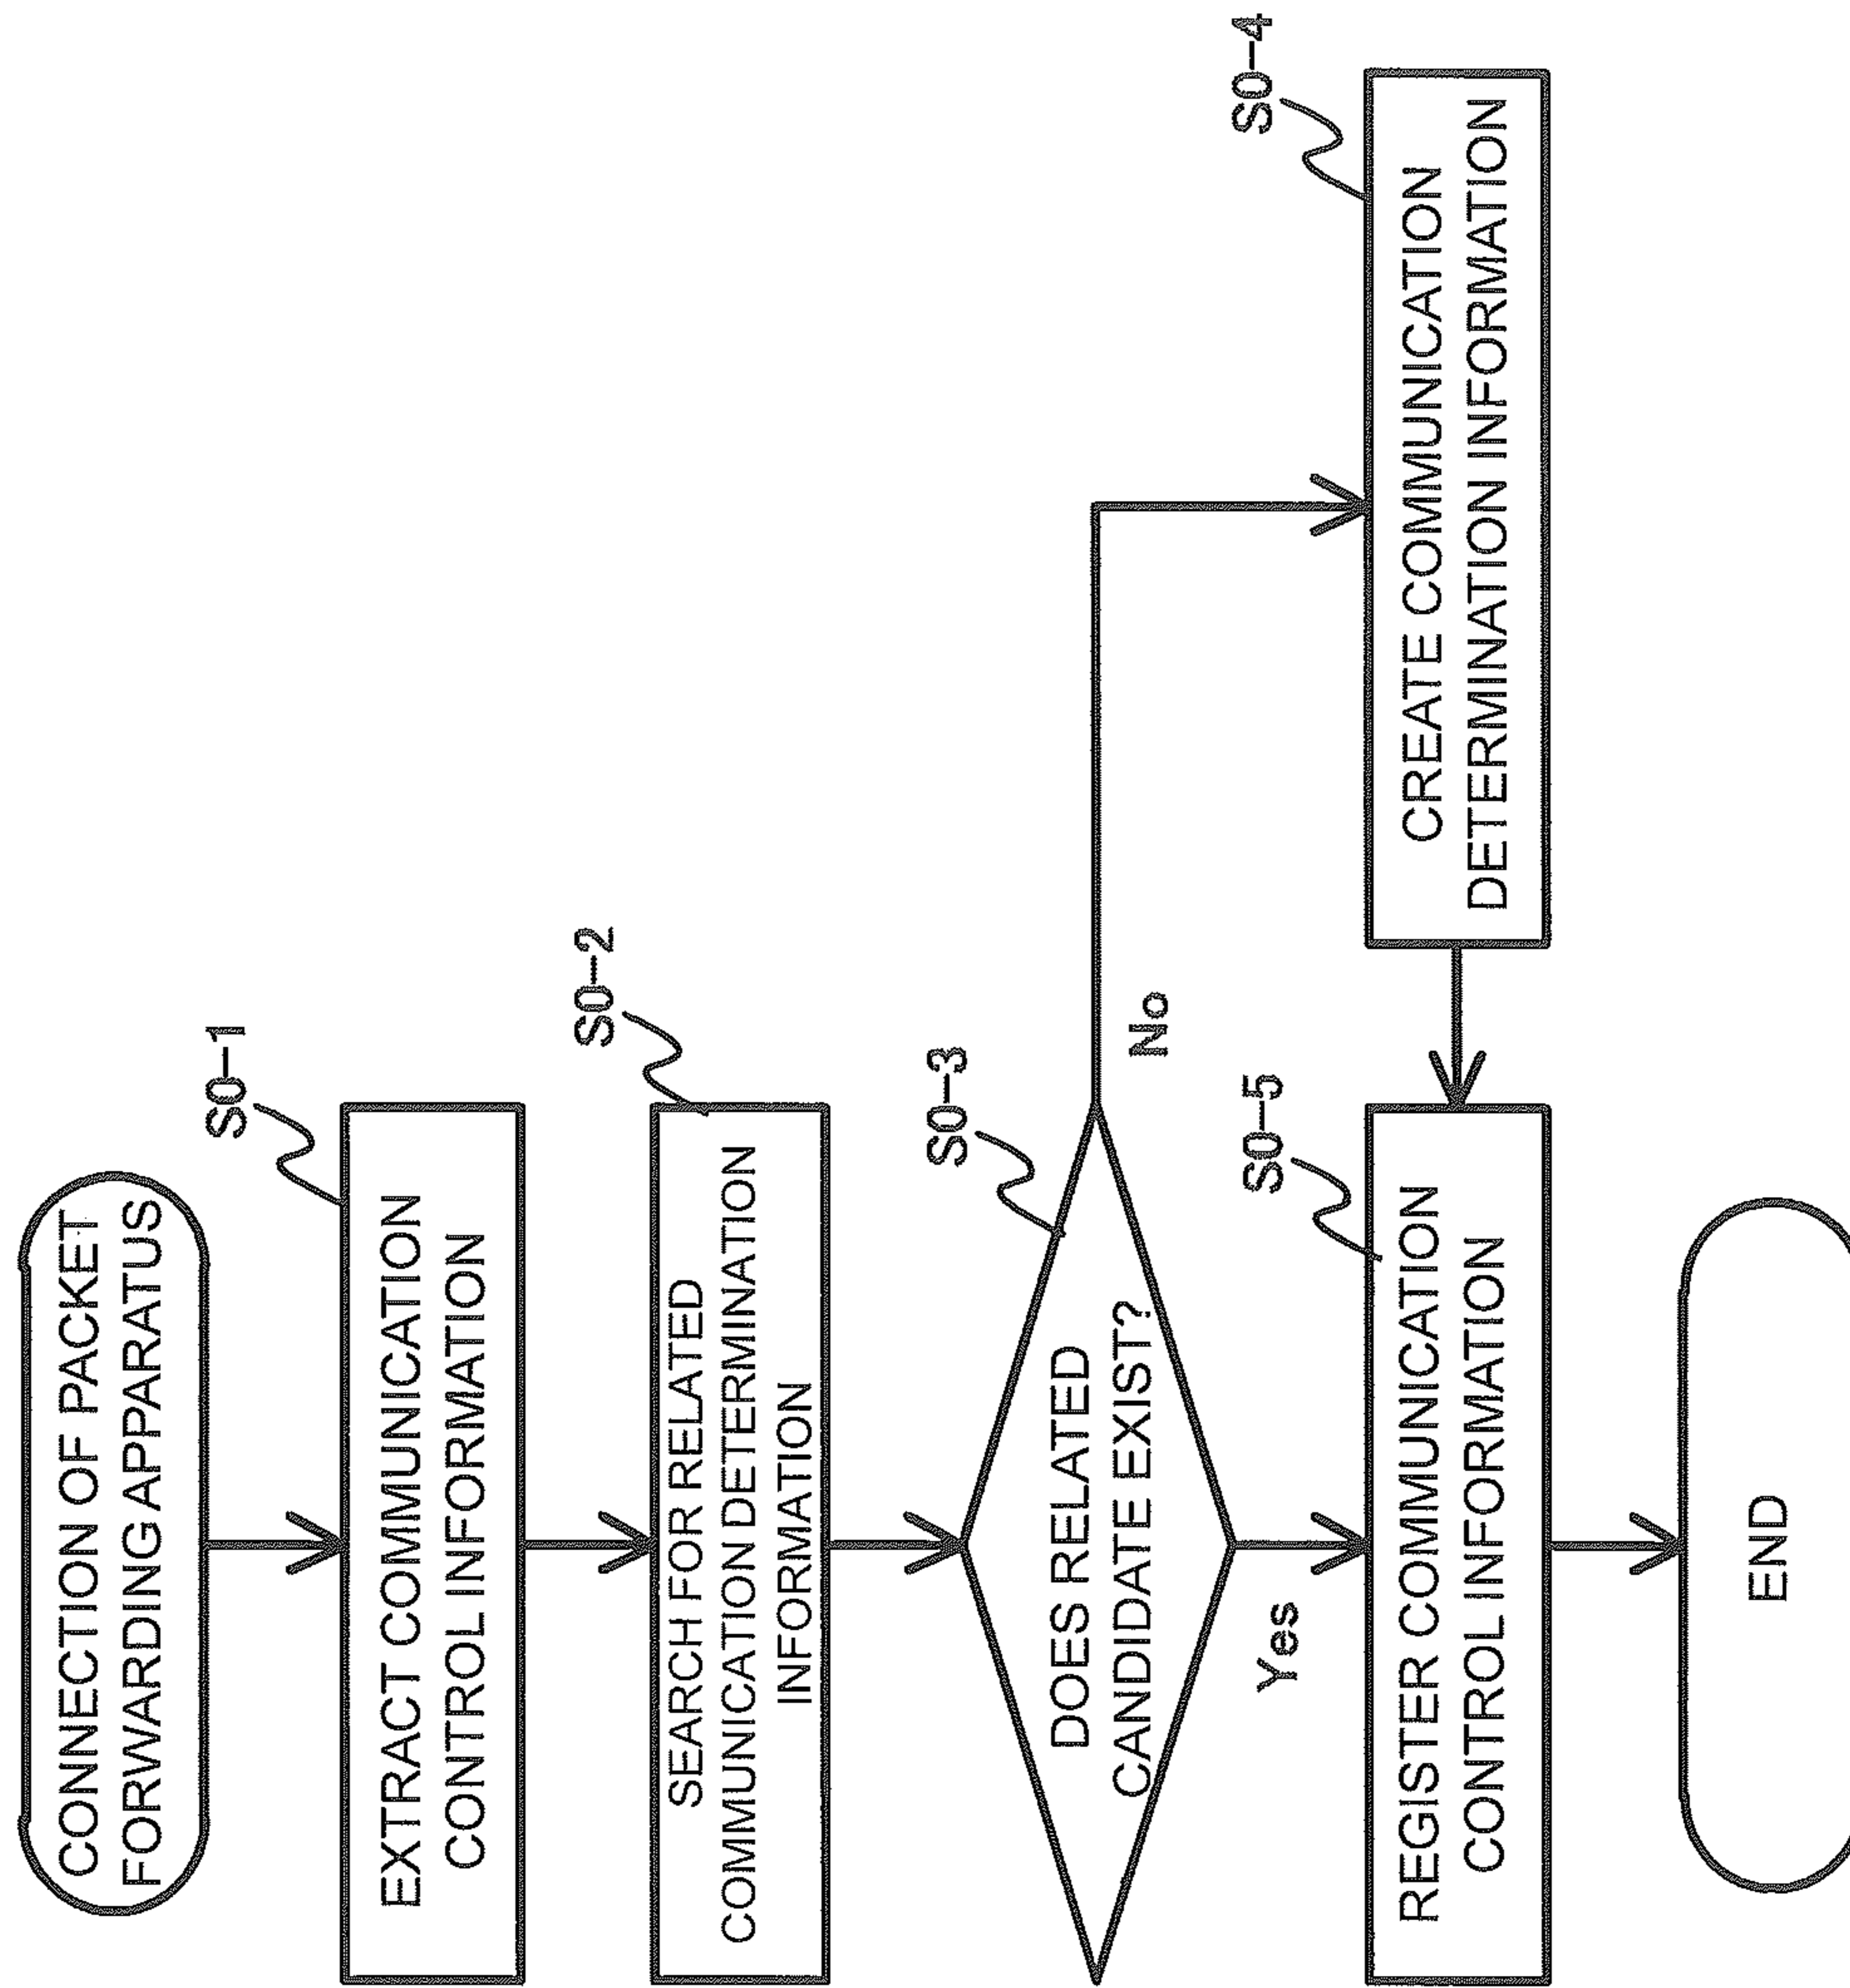 CONNECTION OF PACKET
FORWARDING APPARATUS
S0-1
EXTRACT COMMUNICATION
CONTROL INFORMATION
S0-2
SEARCH FOR RELATED
COMMUNICATION DETERMINATION
INFORMATION
S0-3
DOES RELATED
CANDIDATE EXIST?
No
Yes
S0-4
CREATE COMMUNICATION
DETERMINATION INFORMATION
S0-5
REGISTER COMMUNICATION
CONTROL INFORMATION
END